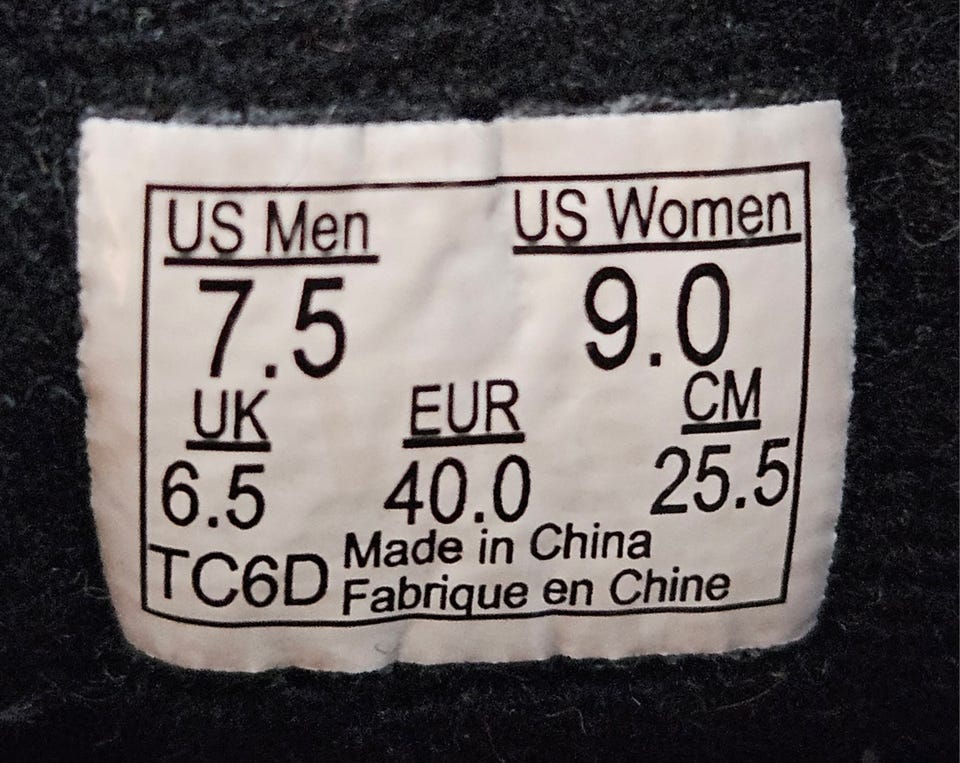 US Men US Women
7.5 9.0
UK EUR CM
6.5 40.0 25.5
TC6D Made in China
Fabrique en Chine